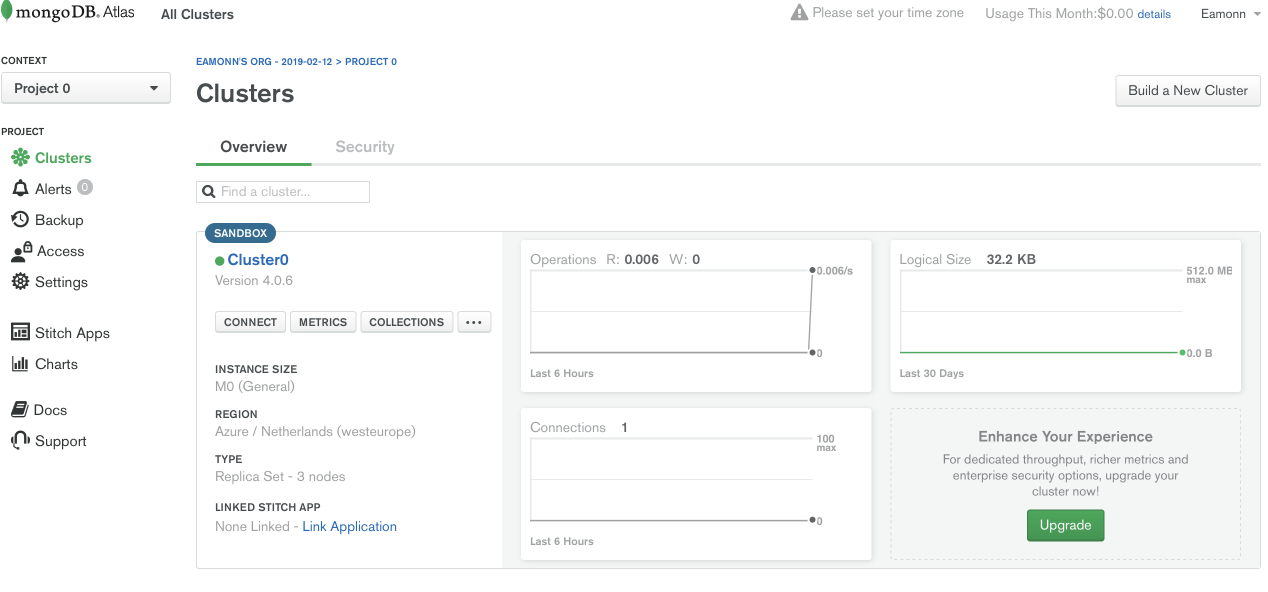 mongoDB. Atlas All Clusters Please set your time zone Usage This Month:$0.00 details Eamonn
CONTEXT
Project 0
PROJECT
Clusters
Alerts 0
Backup
Access
Settings
Stitch Apps
Charts
Docs
Support
EAMONN'S ORG - 2019-02-12 > PROJECT 0
Clusters
Build a New Cluster
Overview Security
Find a cluster...
SANDBOX
Cluster0
Version 4.0.6
CONNECT METRICS COLLECTIONS ...
INSTANCE SIZE
M0 (General)
REGION
Azure / Netherlands (westeurope)
TYPE
Replica Set - 3 nodes
LINKED STITCH APP
None Linked - Link Application
Operations R: 0.006 W: 0
0.006/s
0
Last 6 Hours
Logical Size 32.2 KB
512.0 MB
max
0.0 B
Last 30 Days
Connections 1
100
max
0
Last 6 Hours
Enhance Your Experience
For dedicated throughput, richer metrics and
enterprise security options, upgrade your
cluster now!
Upgrade